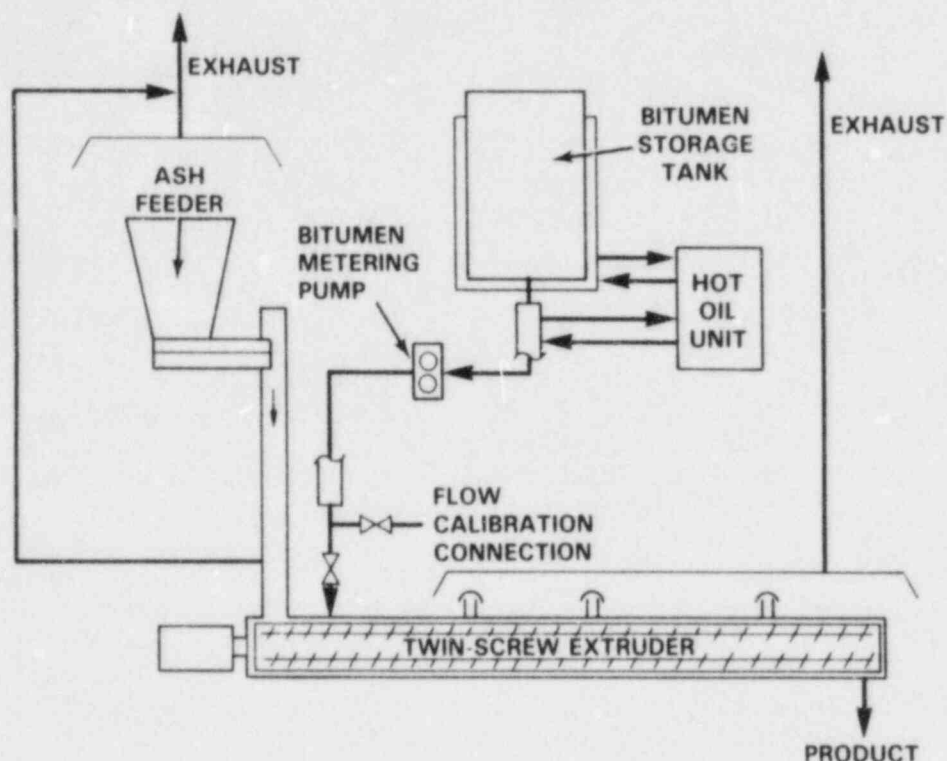 EXHAUST
ASH
FEEDER
BITUMEN
STORAGE
TANK
EXHAUST
BITUMEN
METERING
PUMP
HOT
OIL
UNIT
FLOW
CALIBRATION
CONNECTION
TWIN-SCREW EXTRUDER
PRODUCT